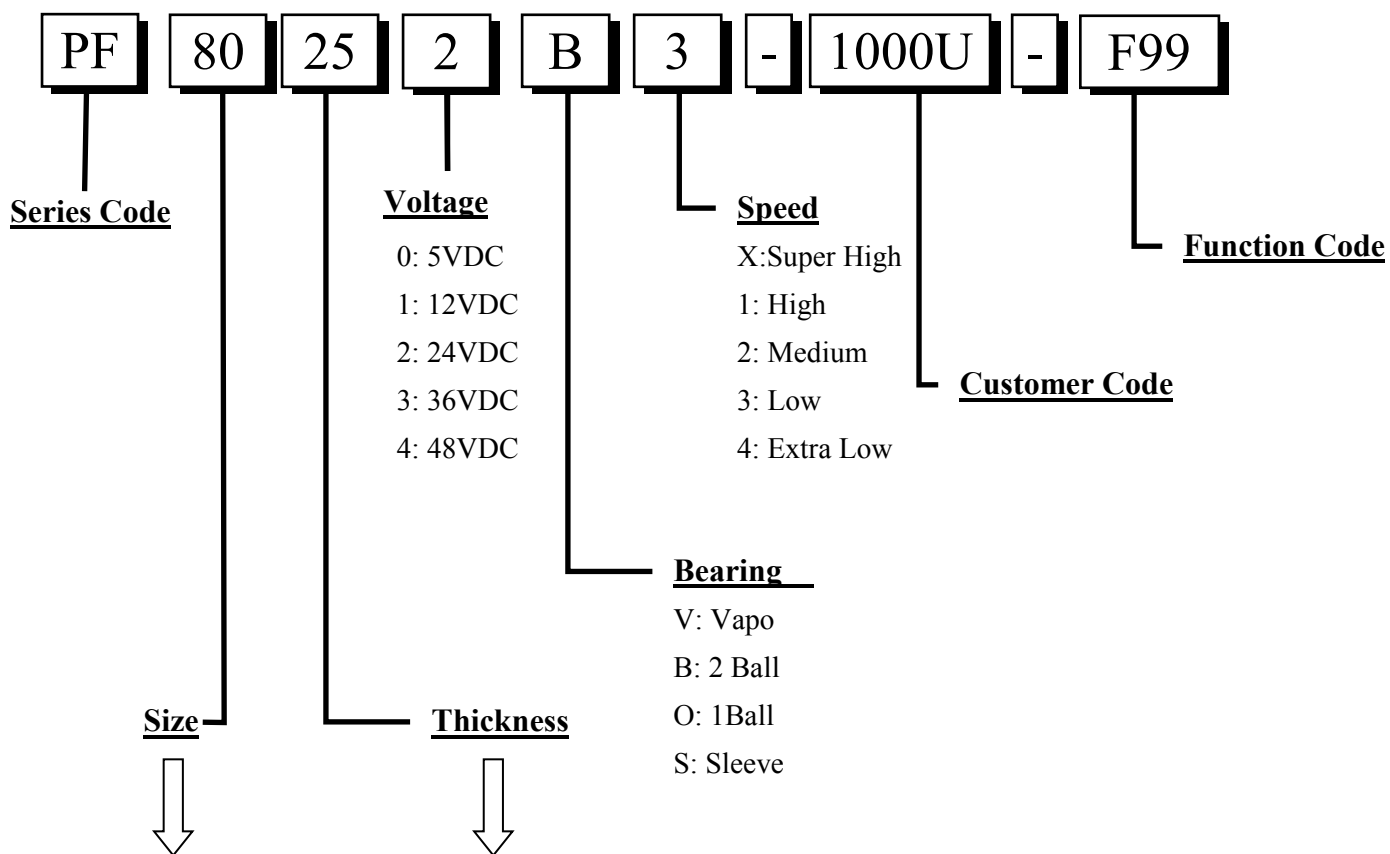 PF 80 25 2 B 3 - 1000U - F99
Series Code
Voltage
0: 5VDC
1: 12VDC
2: 24VDC
3: 36VDC
4: 48VDC
Speed
X:Super High
1: High
2: Medium
3: Low
4: Extra Low
Function Code
Customer Code
Bearing
V: Vapo
B: 2 Ball
O: 1Ball
S: Sleeve
Size
Thickness